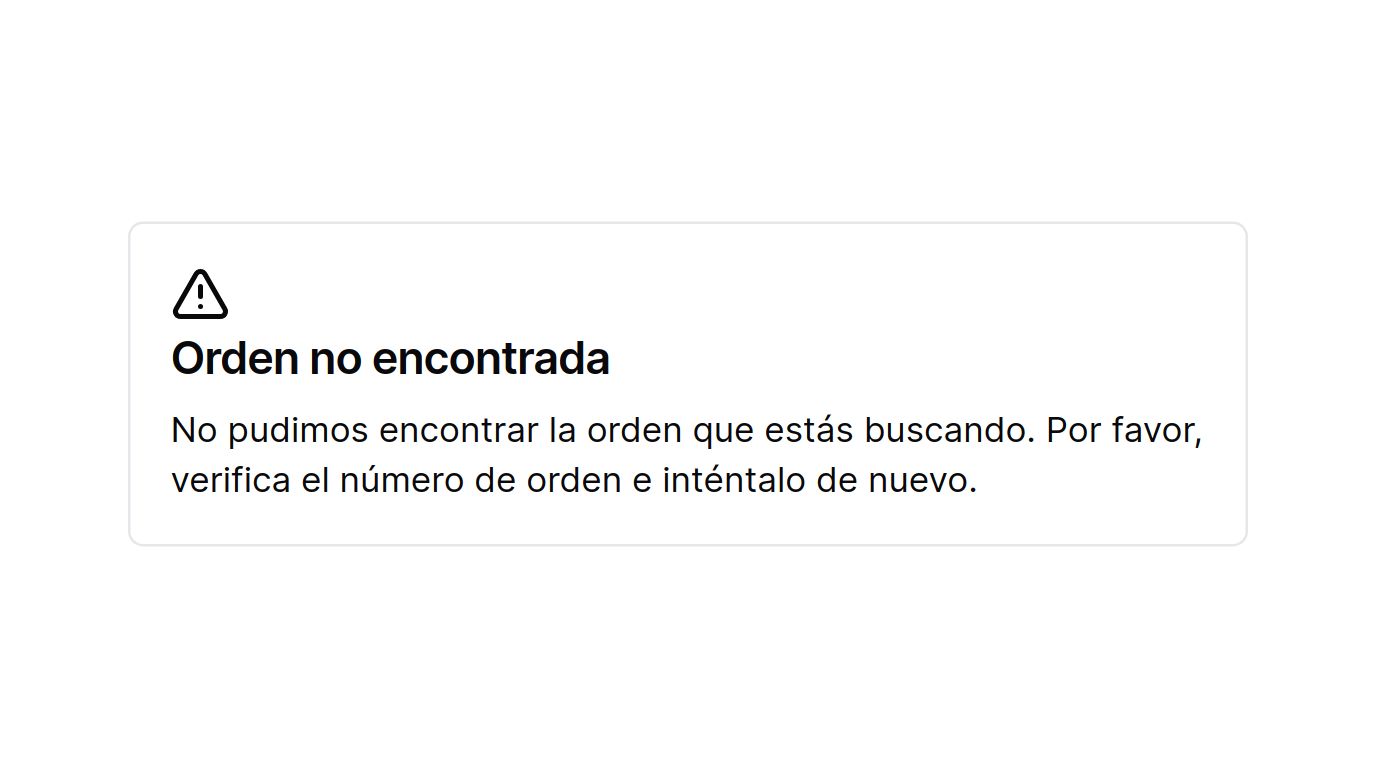 Orden no encontrada
No pudimos encontrar la orden que estás buscando. Por favor,
verifica el número de orden e inténtalo de nuevo.